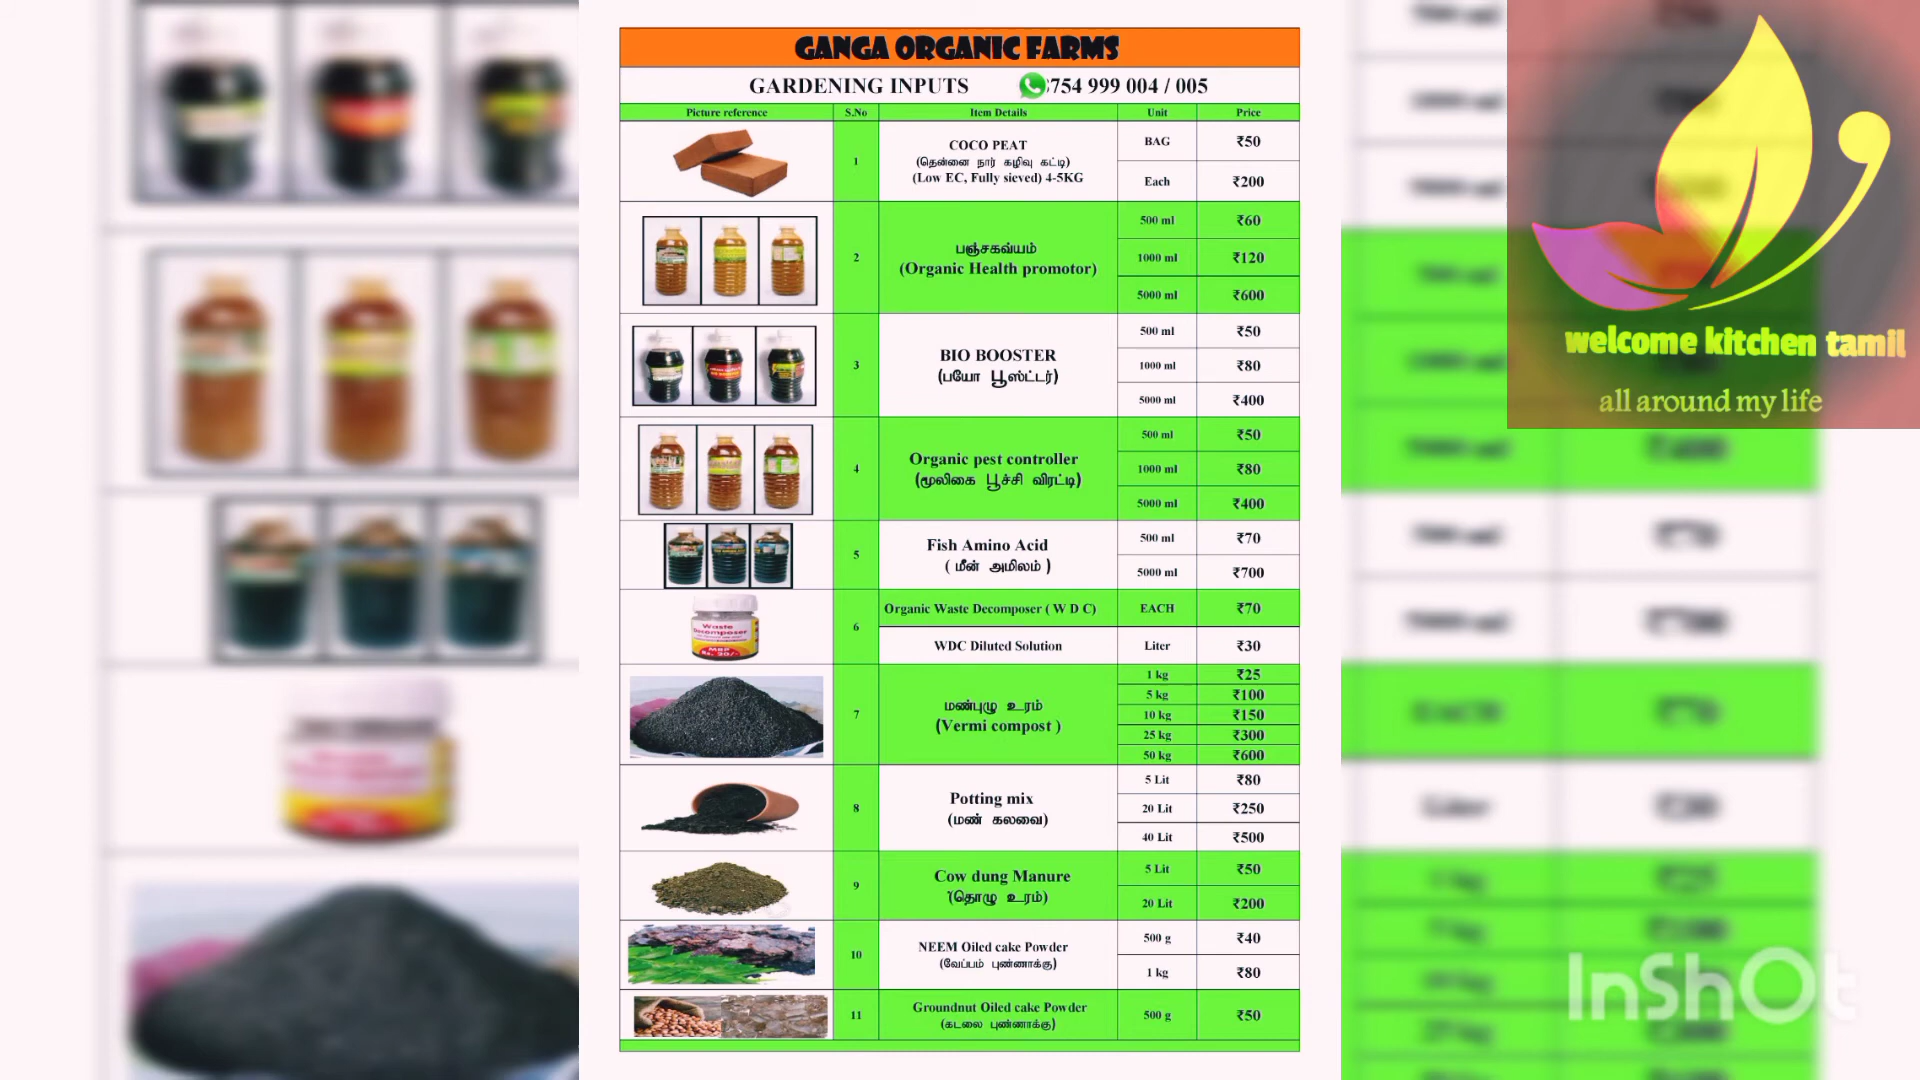 GANGA ORGANIC FARMS
GARDENING INPUTS 754 999 004 / 005
Picture reference S.No Item Details Unit Price
1 COCO PEAT
(தென்னை நார் கழிவு கட்டி)
(Low EC, Fully sieved) 4-5KG
BAG ₹50
Each ₹200
2 பஞ்சகவ்யம்
(Organic Health promotor)
500 ml ₹60
1000 ml ₹120
5000 ml ₹600
3 BIO BOOSTER
(பயோ பூஸ்ட்டர்)
500 ml ₹50
1000 ml ₹80
5000 ml ₹400
4 Organic pest controller
(மூலிகை பூச்சி விரட்டி)
500 ml ₹50
1000 ml ₹80
5000 ml ₹400
5 Fish Amino Acid
( மீன் அமிலம் )
500 ml ₹70
5000 ml ₹700
Waste
Decomposer
MRP
Rs. 20/-
6 Organic Waste Decomposer ( W D C) EACH ₹70
WDC Diluted Solution Liter ₹30
7 மண்புழு உரம்
(Vermi compost )
1 kg ₹25
5 kg ₹100
10 kg ₹150
25 kg ₹300
50 kg ₹600
8 Potting mix
(மண் கலவை)
5 Lit ₹80
20 Lit ₹250
40 Lit ₹500
9 Cow dung Manure
(தொழு உரம்)
5 Lit ₹50
20 Lit ₹200
10 NEEM Oiled cake Powder
(வேப்பம் புண்ணாக்கு)
500 g ₹40
1 kg ₹80
11 Groundnut Oiled cake Powder
(கடலை புண்ணாக்கு)
500 g ₹50
welcome kitchen tamil
all around my life
InShOt